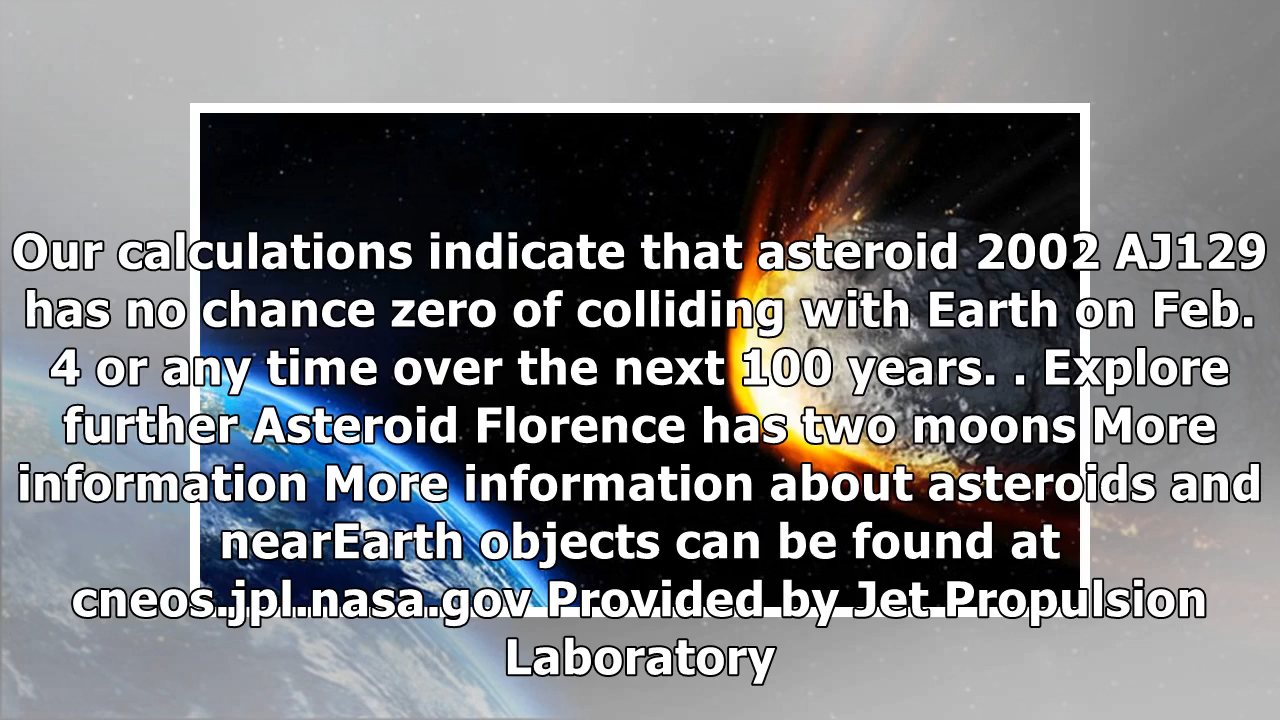 Our calculations indicate that asteroid 2002 AJ129
has no chance zero of colliding with Earth on Feb.
4 or any time over the next 100 years. . Explore
further Asteroid Florence has two moons More
information More information about asteroids and
nearEarth objects can be found at
cneos.jpl.nasa.gov Provided by Jet Propulsion
Laboratory